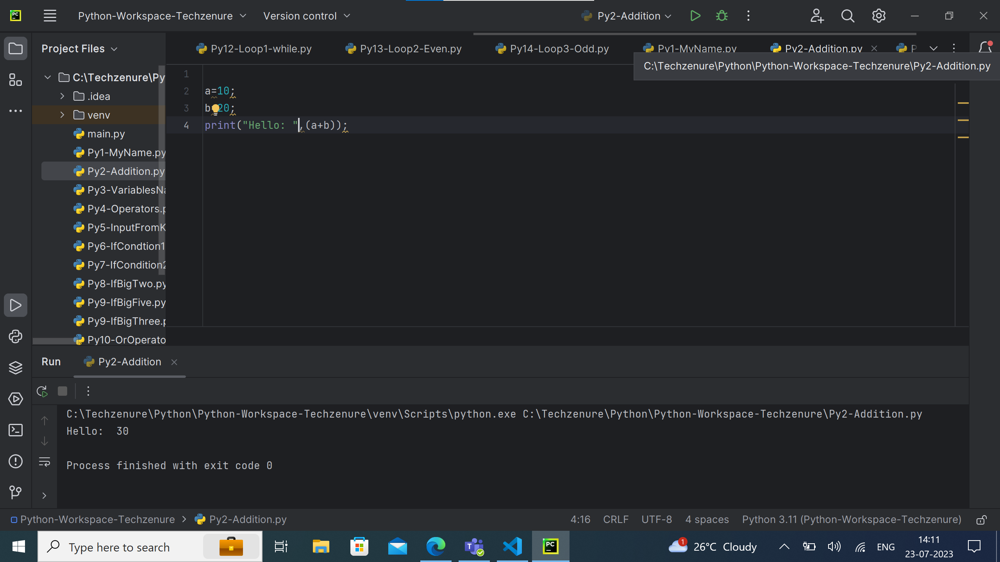 PC
Python-Workspace-Techzenure
Version control
Py2-Addition
Project Files
Py12-Loop1-while.py
Py13-Loop2-Even.py
Py14-Loop3-Odd.py
Py1-MyName.py
Py2-Addition.py
P
C:\Techzenure\Python\Python-Workspace-Techzenure\Py2-Addition.py
C:\Techzenure\Py
.idea
venv
main.py
Py1-MyName.py
Py2-Addition.py
Py3-VariablesNa
Py4-Operators.p
Py5-InputFromK
Py6-IfCondtion1
Py7-IfCondition2
Py8-IfBigTwo.py
Py9-IfBigFive.py
Py9-IfBigThree.p
Py10-OrOperato
1
2 a=10;
3 b=20;
4 print("Hello: ",(a+b));
Run
Py2-Addition
C:\Techzenure\Python\Python-Workspace-Techzenure\venv\Scripts\python.exe C:\Techzenure\Python\Python-Workspace-Techzenure\Py2-Addition.py
Hello:  30
Process finished with exit code 0
Python-Workspace-Techzenure > Py2-Addition.py
4:16 CRLF UTF-8 4 spaces Python 3.11 (Python-Workspace-Techzenure)
Type here to search
T
PC
1
26°C Cloudy
ENG
14:11
23-07-2023